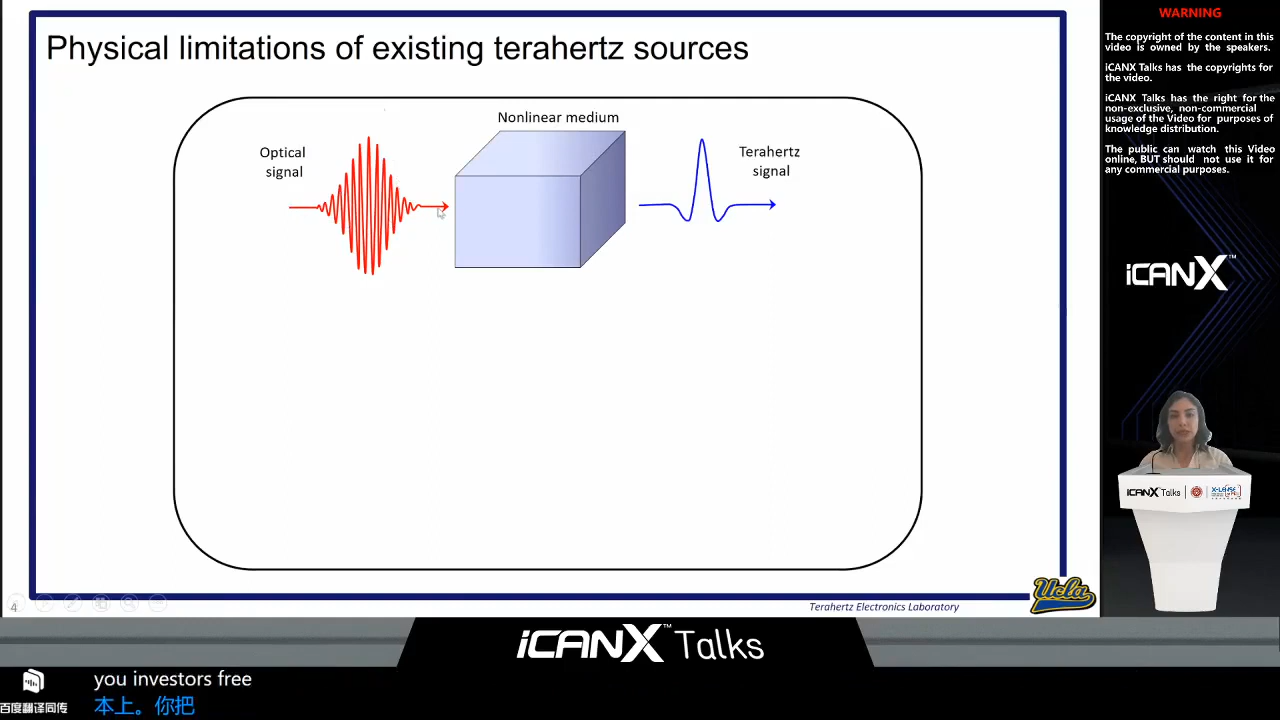 Physical limitations of existing terahertz sources
Nonlinear medium
Optical
signal
Terahertz
signal
4
Terahertz Electronics Laboratory
Ucla
WARNING
The copyright of the content in this
video is owned by the speakers.
iCANX Talks has the copyrights for
the video.
iCANX Talks has the right for the
non-exclusive, non-commercial
usage of the Video for purposes of
knowledge distribution.
The public can watch this Video
online, BUT should not use it for
any commercial purposes.
iCANX™
iCANX Talks
iCANX™ Talks
you investors free
本上。你把
百度翻译同传